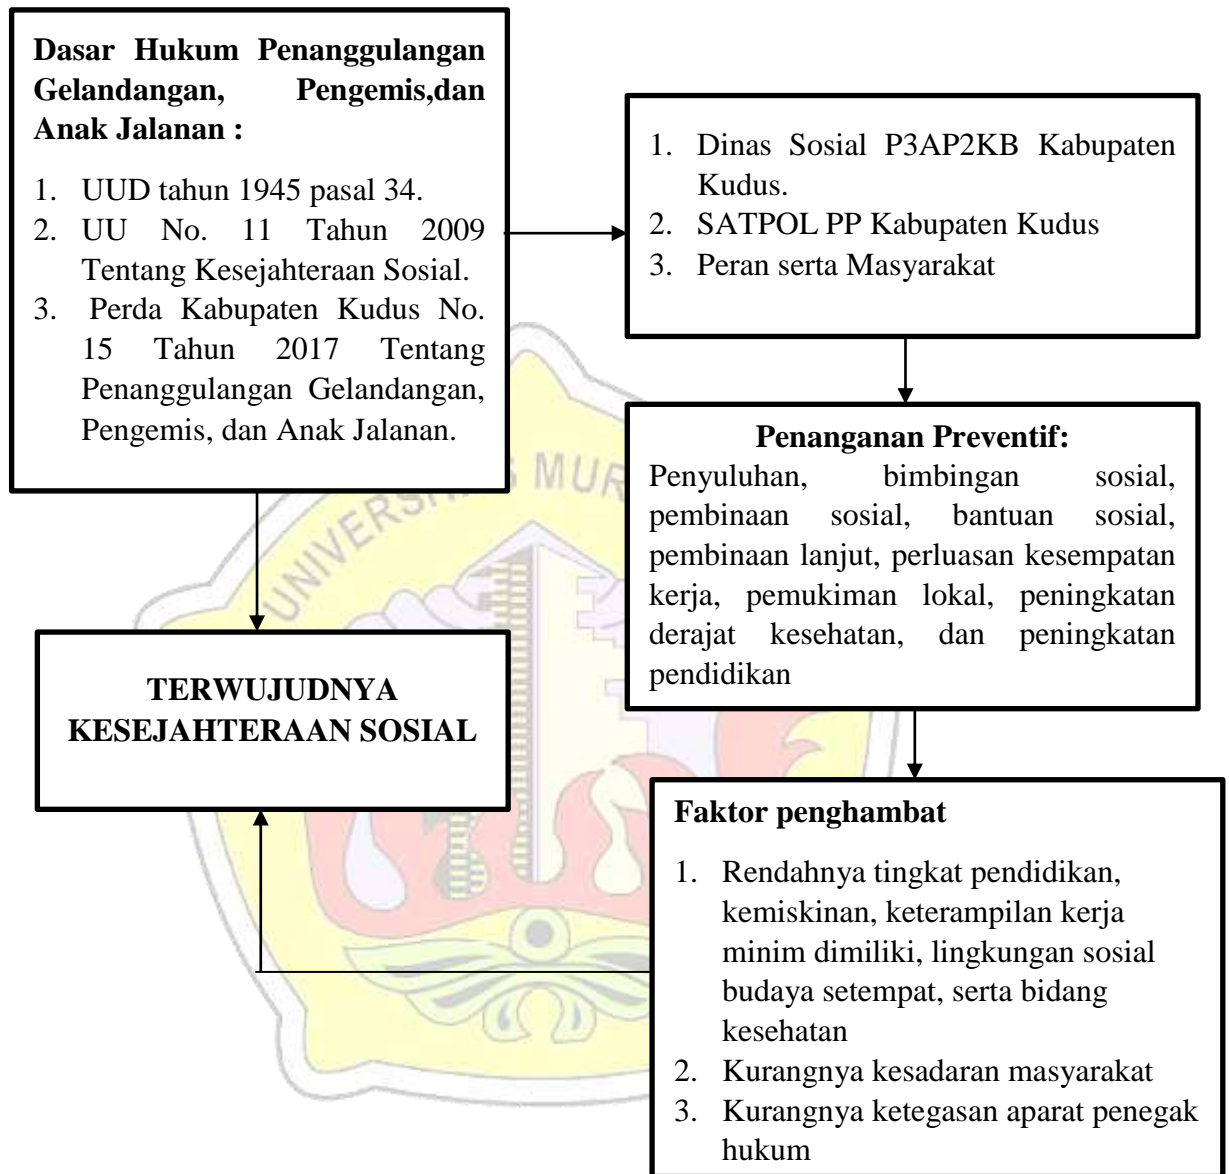 Dasar Hukum Penanggulangan
Gelandangan, Pengemis,dan
Anak Jalanan :
1. UUD tahun 1945 pasal 34.
2. UU No. 11 Tahun 2009
Tentang Kesejahteraan Sosial.
3. Perda Kabupaten Kudus No.
15 Tahun 2017 Tentang
Penanggulangan Gelandangan,
Pengemis, dan Anak Jalanan.
1. Dinas Sosial P3AP2KB Kabupaten
Kudus.
2. SATPOL PP Kabupaten Kudus
3. Peran serta Masyarakat
Penanganan Preventif:
Penyuluhan, bimbingan sosial,
pembinaan sosial, bantuan sosial,
pembinaan lanjut, perluasan kesempatan
kerja, pemukiman lokal, peningkatan
derajat kesehatan, dan peningkatan
pendidikan
TERWUJUDNYA
KESEJAHTERAAN SOSIAL
Faktor penghambat
1. Rendahnya tingkat pendidikan,
kemiskinan, keterampilan kerja
minim dimiliki, lingkungan sosial
budaya setempat, serta bidang
kesehatan
2. Kurangnya kesadaran masyarakat
3. Kurangnya ketegasan aparat penegak
hukum